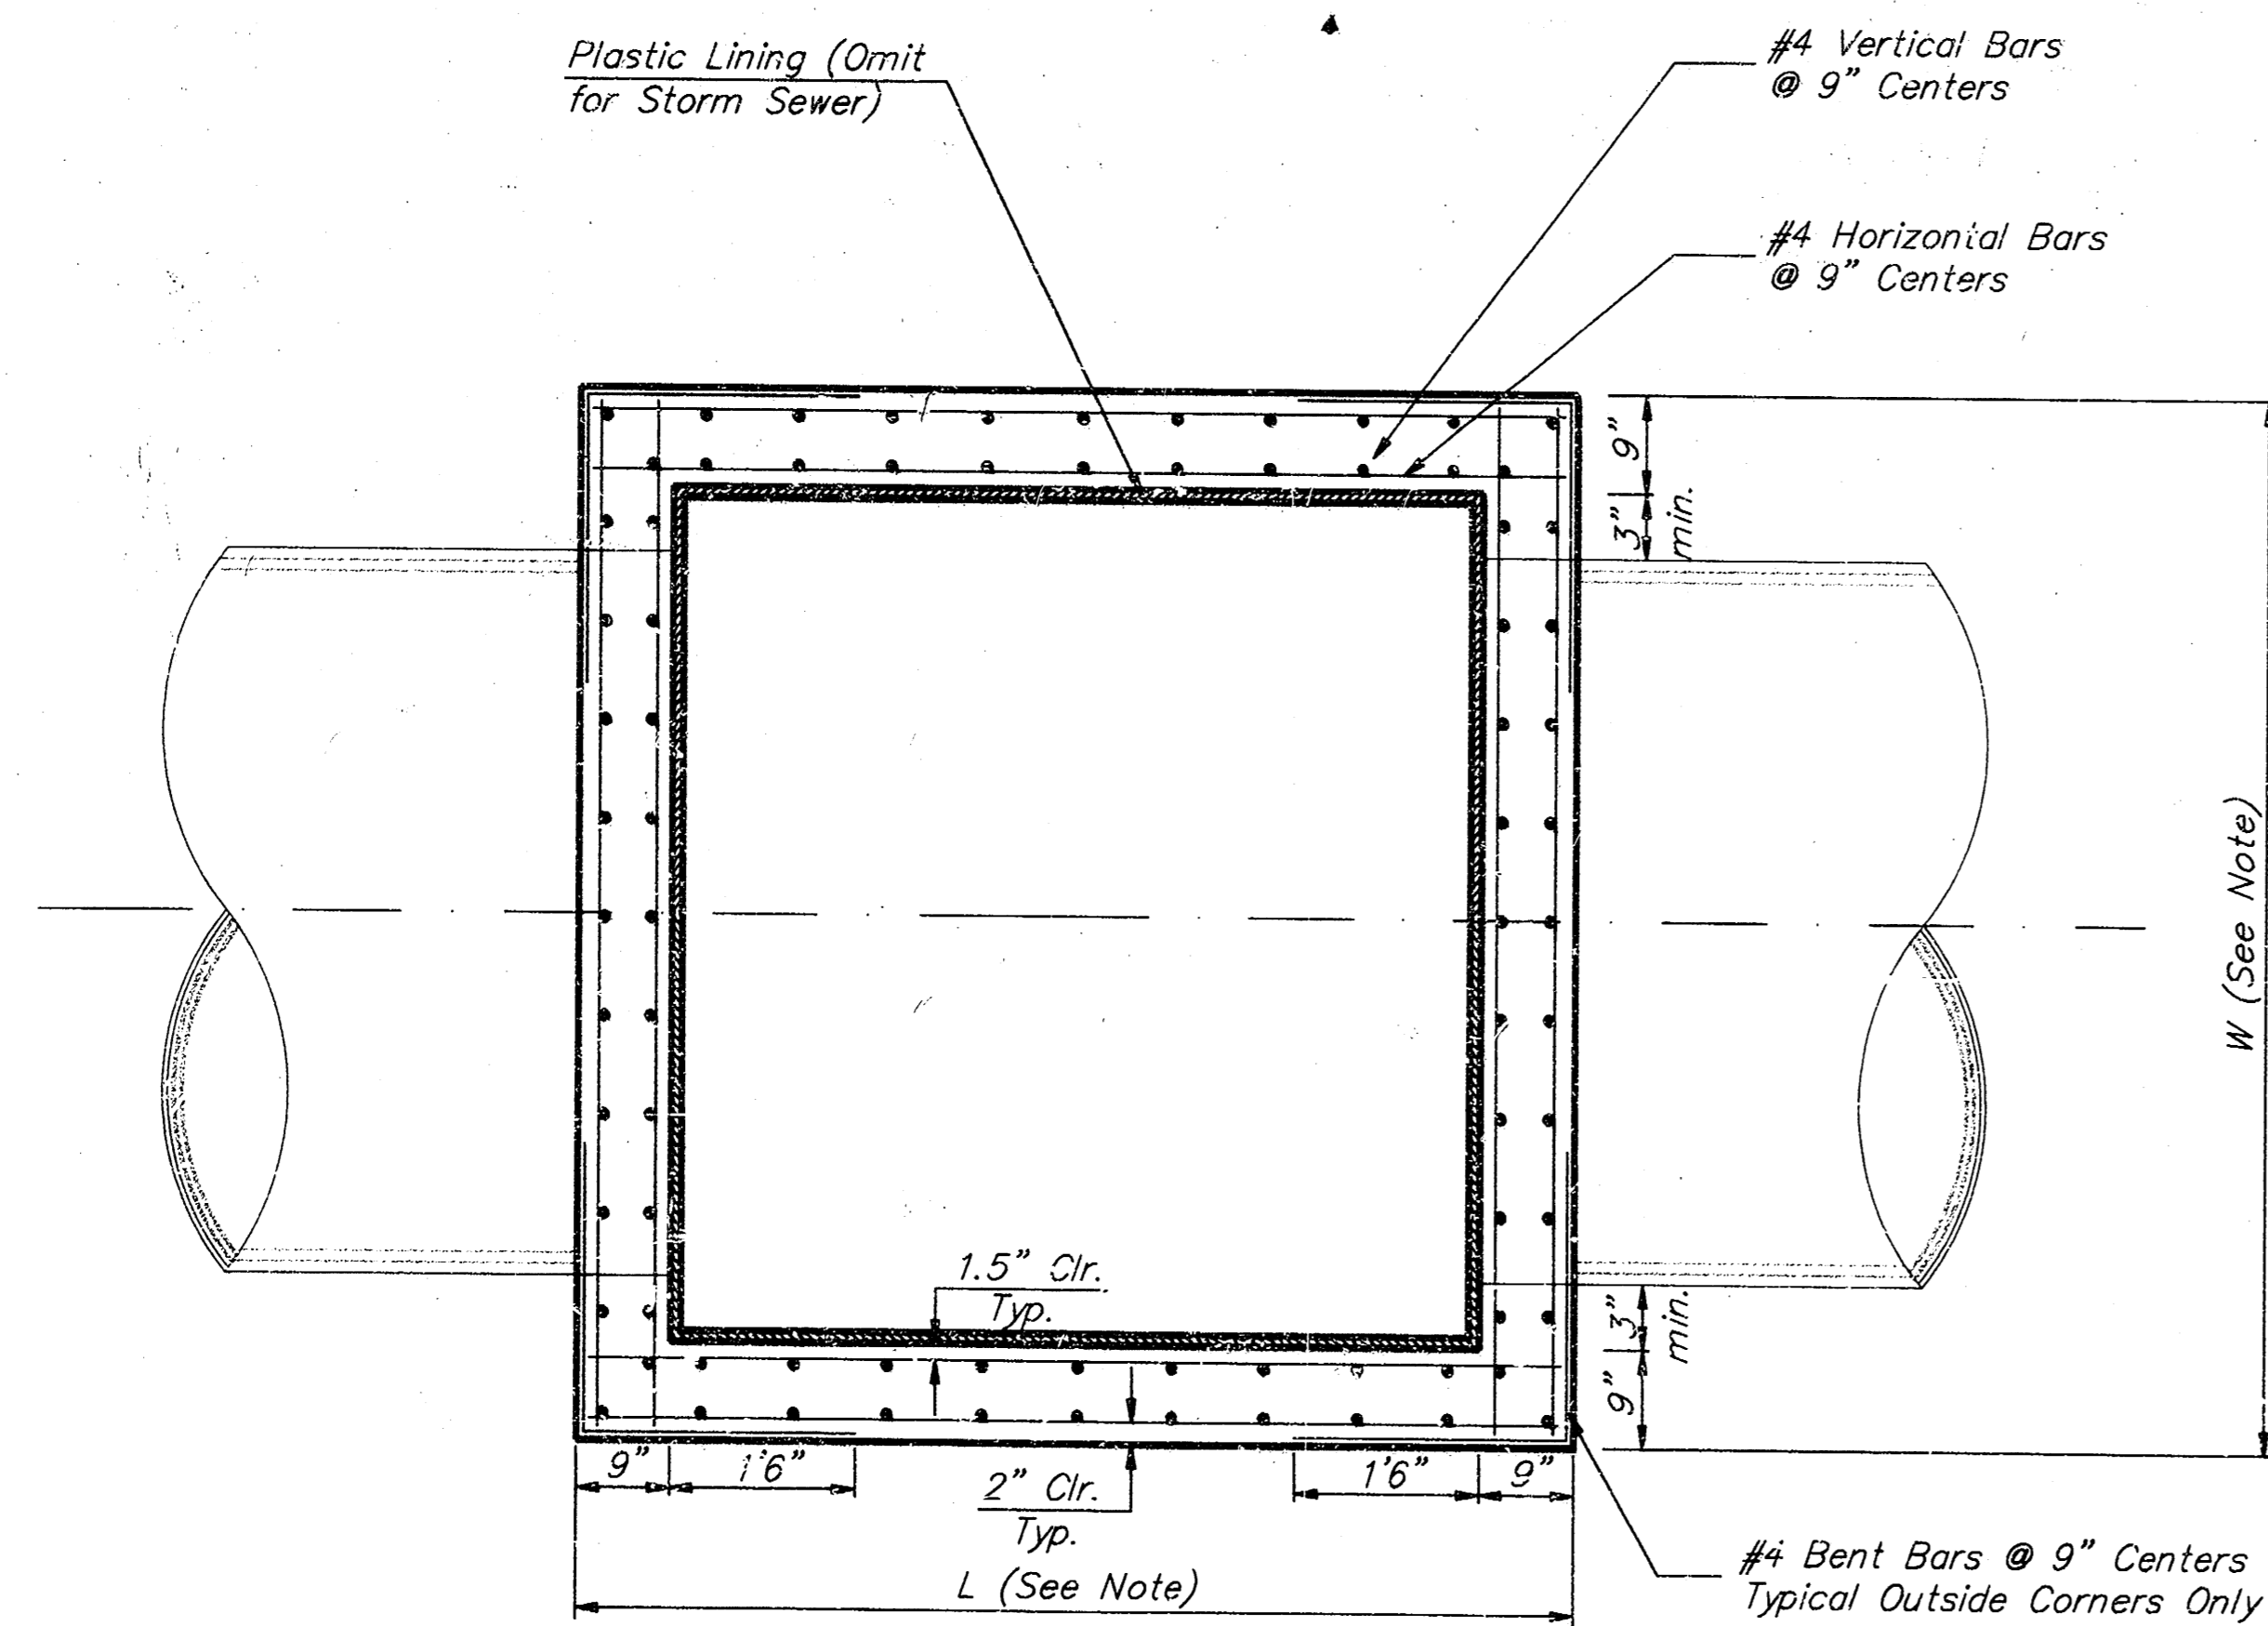 Plastic Lining (Omit
for Storm Sewer)
#4 Vertical Bars
@ 9" Centers
#4 Horizontal Bars
@ 9" Centers
9"
3"
min.
W (See Note)
1.5" Clr.
Typ.
3"
min.
9"
9"
1'6"
2" Clr.
Typ.
1'6"
9"
L (See Note)
#4 Bent Bars @ 9" Centers
Typical Outside Corners Only